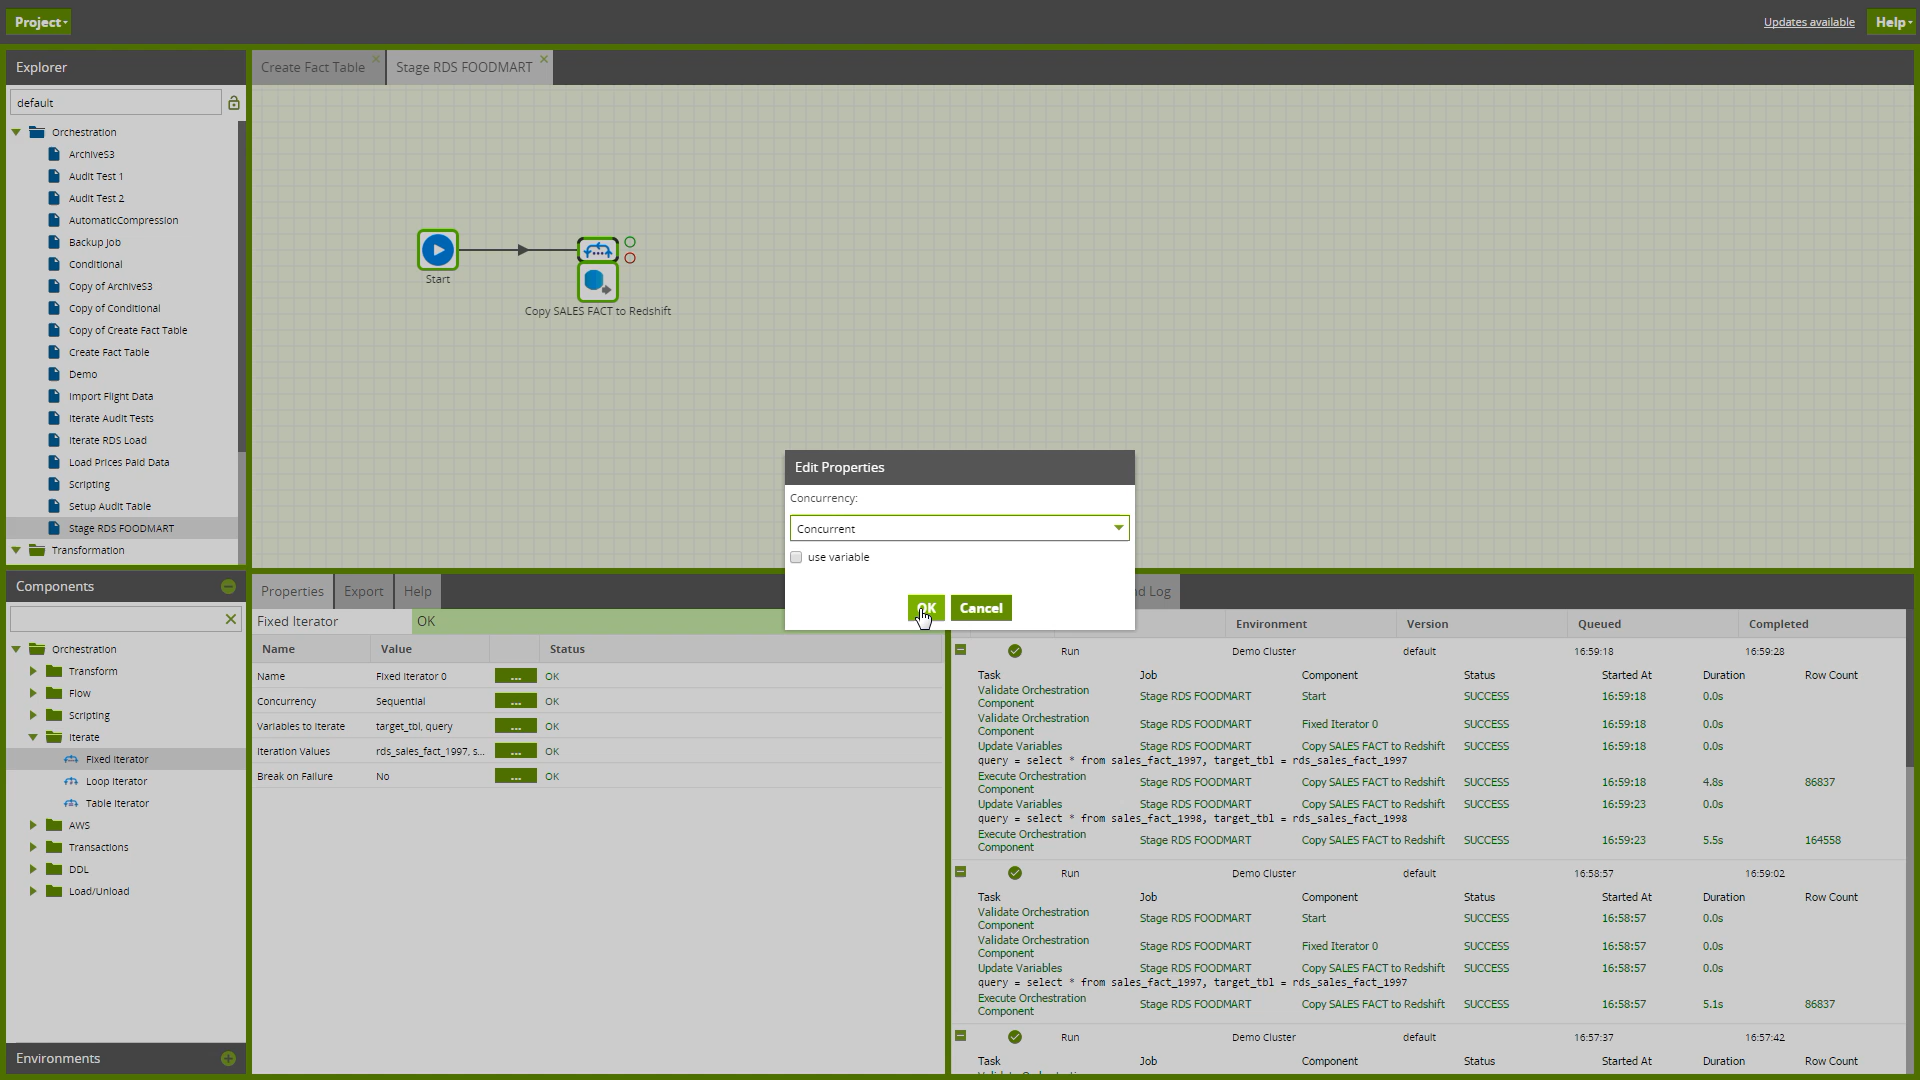 Project
Updates available
Help
Explorer
default
Orchestration
ArchiveS3
Audit Test 1
Audit Test 2
AutomaticCompression
Backup Job
Conditional
Copy of ArchiveS3
Copy of Conditional
Copy of Create Fact Table
Create Fact Table
Demo
Import Flight Data
Iterate Audit Tests
Iterate RDS Load
Load Prices Paid Data
Scripting
Setup Audit Table
Stage RDS FOODMART
Transformation
Create Fact Table
Stage RDS FOODMART
Start
Copy SALES FACT to Redshift
Edit Properties
Concurrency:
Concurrent
use variable
OK Cancel
Components
Orchestration
Transform
Flow
Scripting
Iterate
Fixed Iterator
Loop Iterator
Table Iterator
AWS
Transactions
DDL
Load/Unload
Environments
Properties Export Help
Fixed Iterator OK
Name Value Status
Name Fixed Iterator 0 ... OK
Concurrency Sequential ... OK
Variables to Iterate target_tbl, query ... OK
Iteration Values rds_sales_fact_1997, s... ... OK
Break on Failure No ... OK
d Log
Environment Version Queued Completed
Run Demo Cluster default 16:59:18 16:59:28
Task Job Component Status Started At Duration Row Count
Validate Orchestration Component Stage RDS FOODMART Start SUCCESS 16:59:18 0.0s
Validate Orchestration Component Stage RDS FOODMART Fixed Iterator 0 SUCCESS 16:59:18 0.0s
Update Variables Stage RDS FOODMART Copy SALES FACT to Redshift SUCCESS 16:59:18 0.0s
query = select * from sales_fact_1997, target_tbl = rds_sales_fact_1997
Execute Orchestration Component Stage RDS FOODMART Copy SALES FACT to Redshift SUCCESS 16:59:18 4.8s 86837
Update Variables Stage RDS FOODMART Copy SALES FACT to Redshift SUCCESS 16:59:23 0.0s
query = select * from sales_fact_1998, target_tbl = rds_sales_fact_1998
Execute Orchestration Component Stage RDS FOODMART Copy SALES FACT to Redshift SUCCESS 16:59:23 5.5s 164558
Run Demo Cluster default 16:58:57 16:59:02
Task Job Component Status Started At Duration Row Count
Validate Orchestration Component Stage RDS FOODMART Start SUCCESS 16:58:57 0.0s
Validate Orchestration Component Stage RDS FOODMART Fixed Iterator 0 SUCCESS 16:58:57 0.0s
Update Variables Stage RDS FOODMART Copy SALES FACT to Redshift SUCCESS 16:58:57 0.0s
query = select * from sales_fact_1997, target_tbl = rds_sales_fact_1997
Execute Orchestration Component Stage RDS FOODMART Copy SALES FACT to Redshift SUCCESS 16:58:57 5.1s 86837
Run Demo Cluster default 16:57:37 16:57:42
Task Job Component Status Started At Duration Row Count